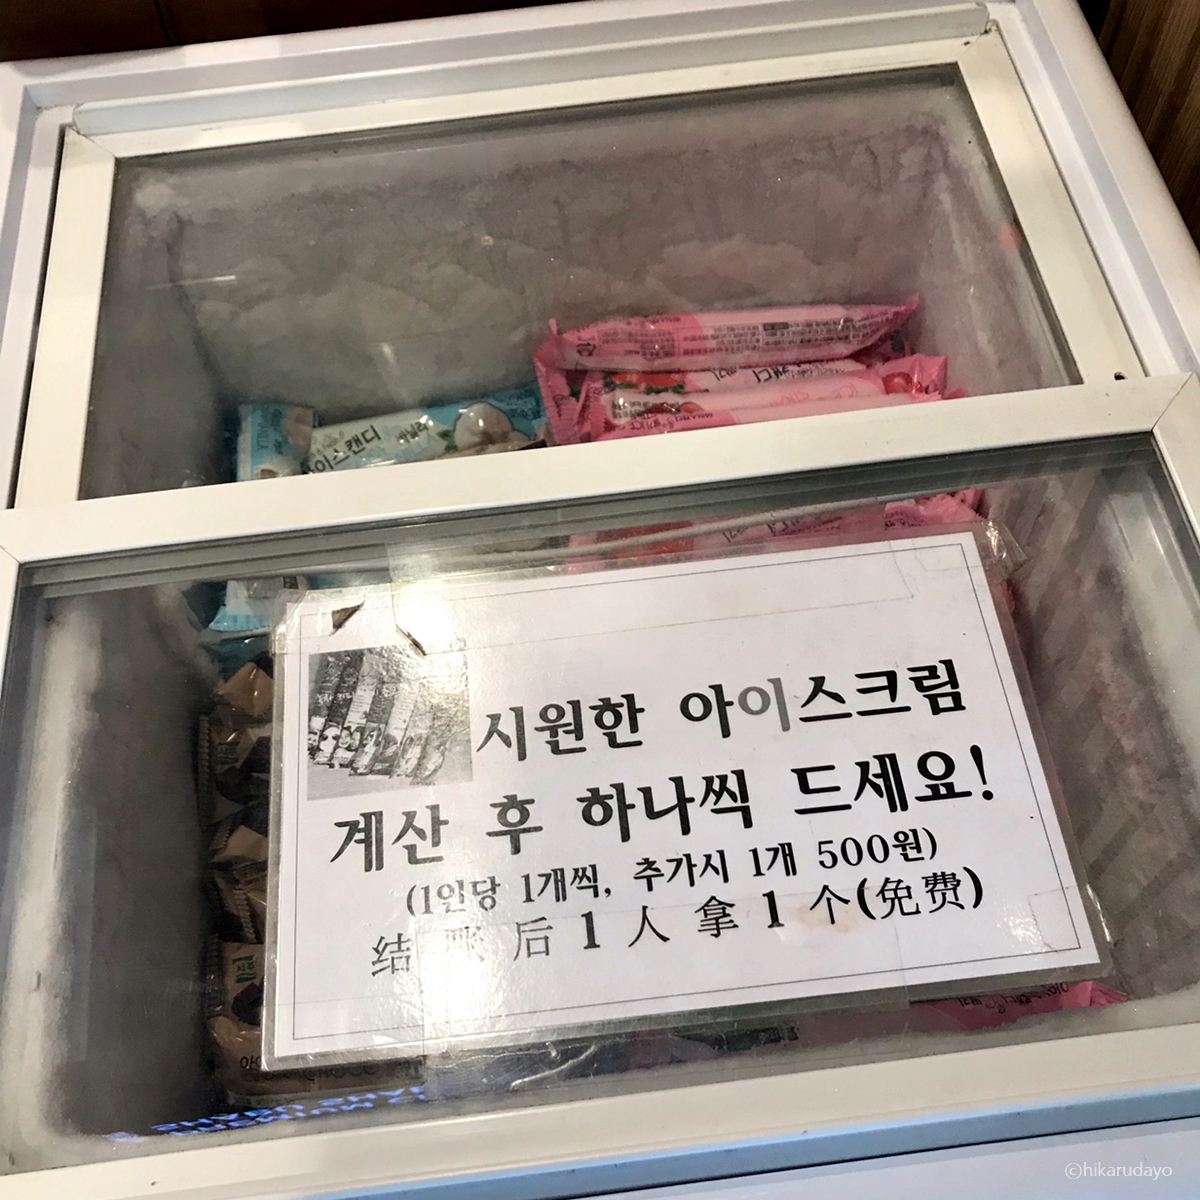 아이스캔디
캔디
시원한 아이스크림
계산 후 하나씩 드세요!
(1인당 1개씩, 추가시 1개 500원)
结账后1人拿1个(免费)
©hikarudayo